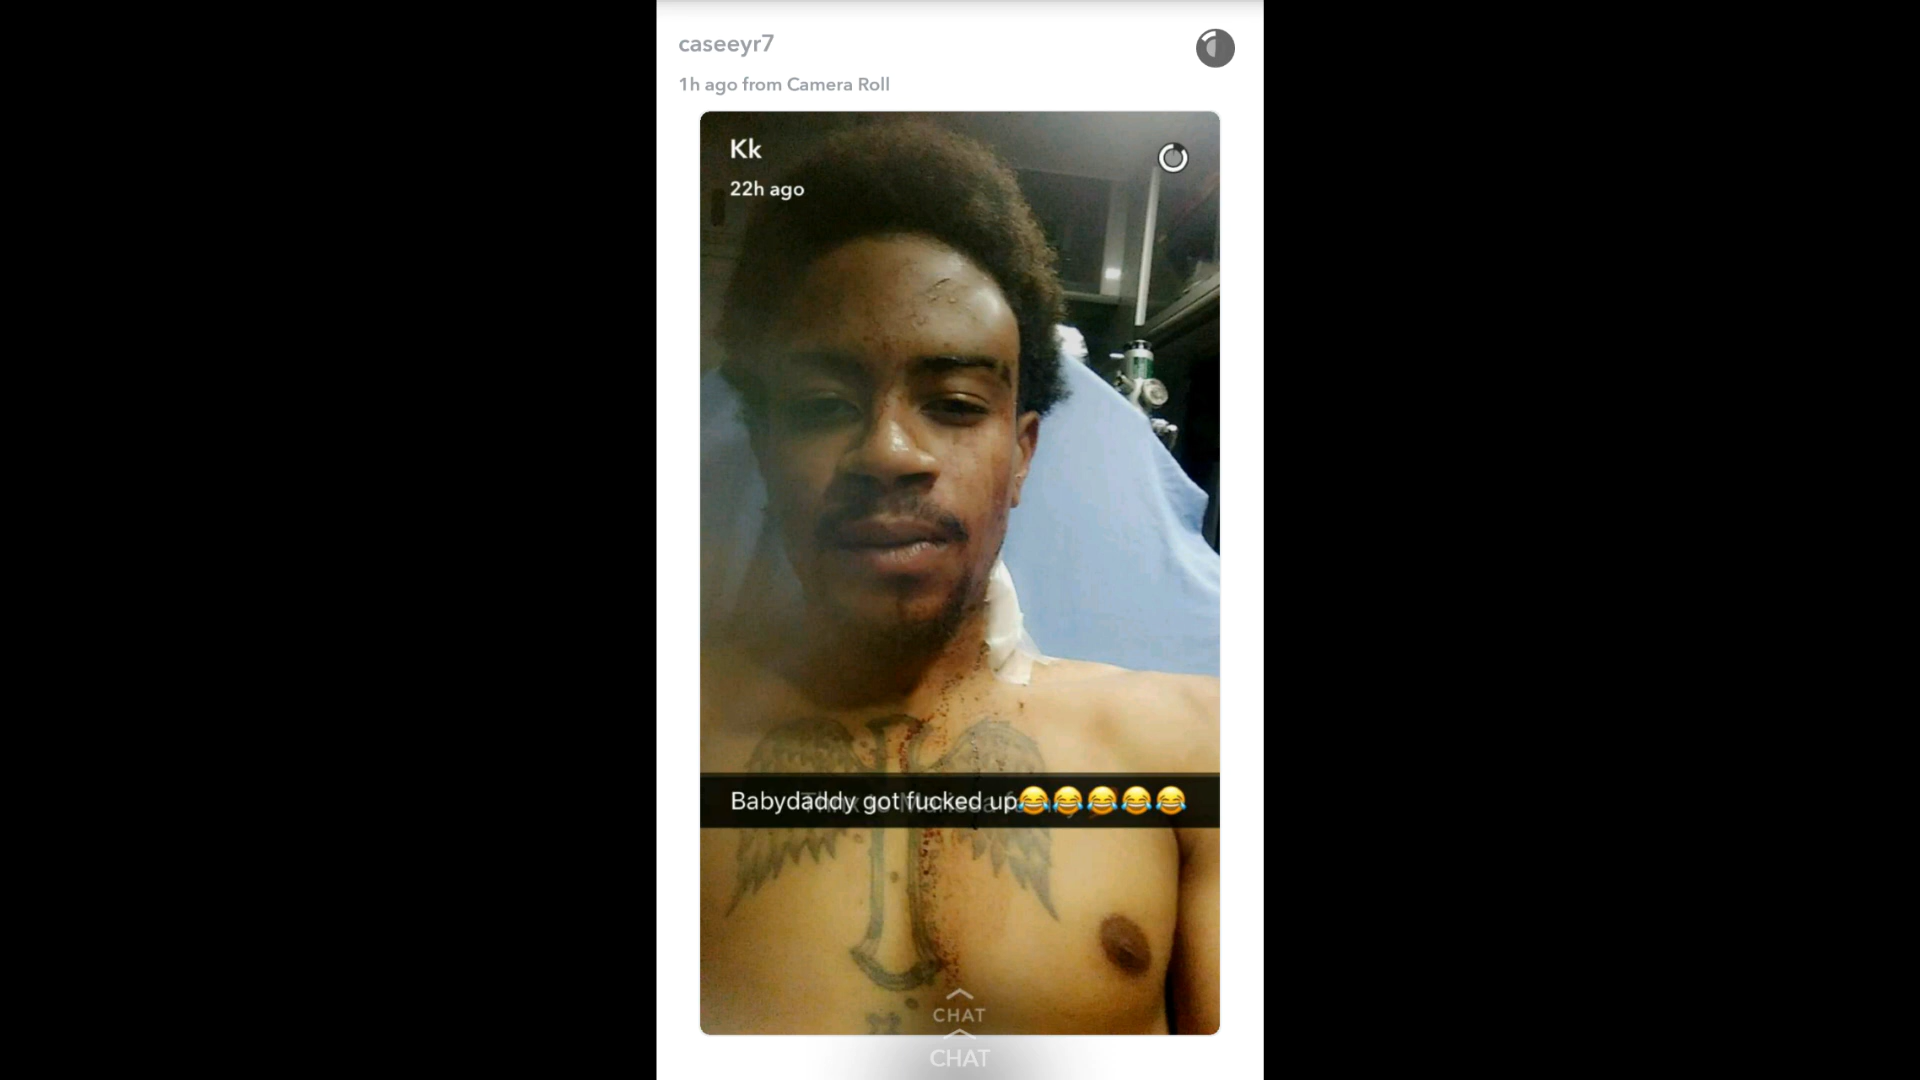 caseeyr7
1h ago from Camera Roll
Kk
22h ago
Babydaddy got fucked up😂😂😂😂😂
CHAT
CHAT